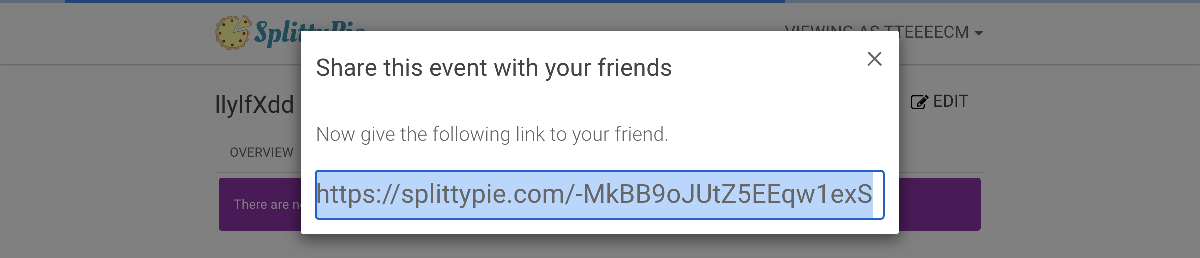 SplittyPie
VIEWING AS TTEEEECM
Share this event with your friends
llylfXdd
EDIT
Now give the following link to your friend.
OVERVIEW
https://splittypie.com/-MkBB9oJUtZ5EEqw1exS
There are